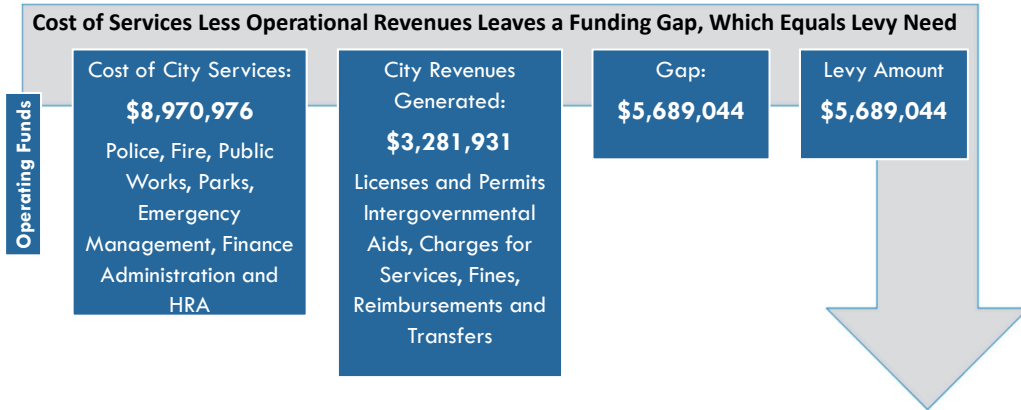 Cost of Services Less Operational Revenues Leaves a Funding Gap, Which Equals Levy Need
Operating Funds
Cost of City Services:
$8,970,976
Police, Fire, Public
Works, Parks,
Emergency
Management, Finance
Administration and
HRA
City Revenues
Generated:
$3,281,931
Licenses and Permits
Intergovernmental
Aids, Charges for
Services, Fines,
Reimbursements and
Transfers
Gap:
$5,689,044
Levy Amount
$5,689,044